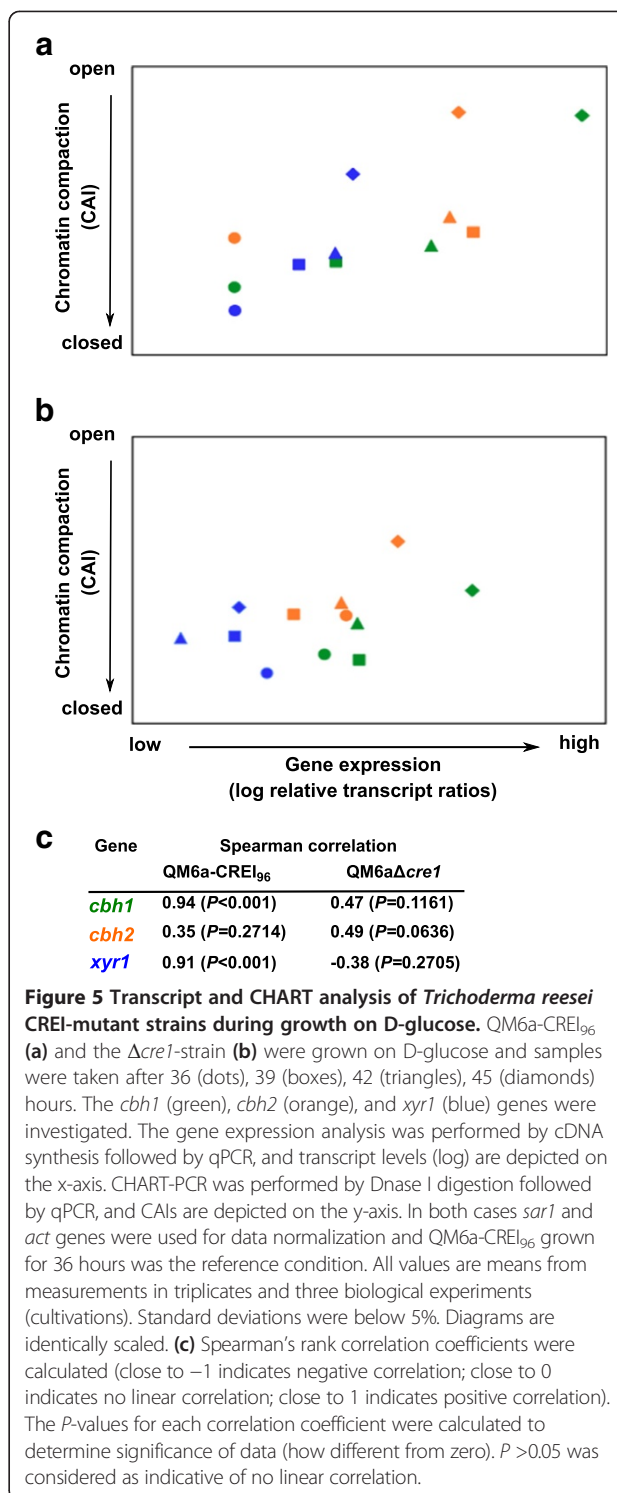 a
open
Chromatin compaction
(CAI)
closed
b
open
Chromatin compaction
(CAI)
closed
low
high
Gene expression
(log relative transcript ratios)
c
Gene Spearman correlation
QM6a-CREI₉₆ QM6aΔcre1
cbh1 0.94 (P<0.001) 0.47 (P=0.1161)
cbh2 0.35 (P=0.2714) 0.49 (P=0.0636)
xyr1 0.91 (P<0.001) -0.38 (P=0.2705)
Figure 5 Transcript and CHART analysis of Trichoderma reesei
CREI-mutant strains during growth on D-glucose. QM6a-CREI₉₆
(a) and the Δcre1-strain (b) were grown on D-glucose and samples
were taken after 36 (dots), 39 (boxes), 42 (triangles), 45 (diamonds)
hours. The cbh1 (green), cbh2 (orange), and xyr1 (blue) genes were
investigated. The gene expression analysis was performed by cDNA
synthesis followed by qPCR, and transcript levels (log) are depicted on
the x-axis. CHART-PCR was performed by Dnase I digestion followed
by qPCR, and CAIs are depicted on the y-axis. In both cases sar1 and
act genes were used for data normalization and QM6a-CREI₉₆ grown
for 36 hours was the reference condition. All values are means from
measurements in triplicates and three biological experiments
(cultivations). Standard deviations were below 5%. Diagrams are
identically scaled. (c) Spearman's rank correlation coefficients were
calculated (close to −1 indicates negative correlation; close to 0
indicates no linear correlation; close to 1 indicates positive correlation).
The P-values for each correlation coefficient were calculated to
determine significance of data (how different from zero). P >0.05 was
considered as indicative of no linear correlation.